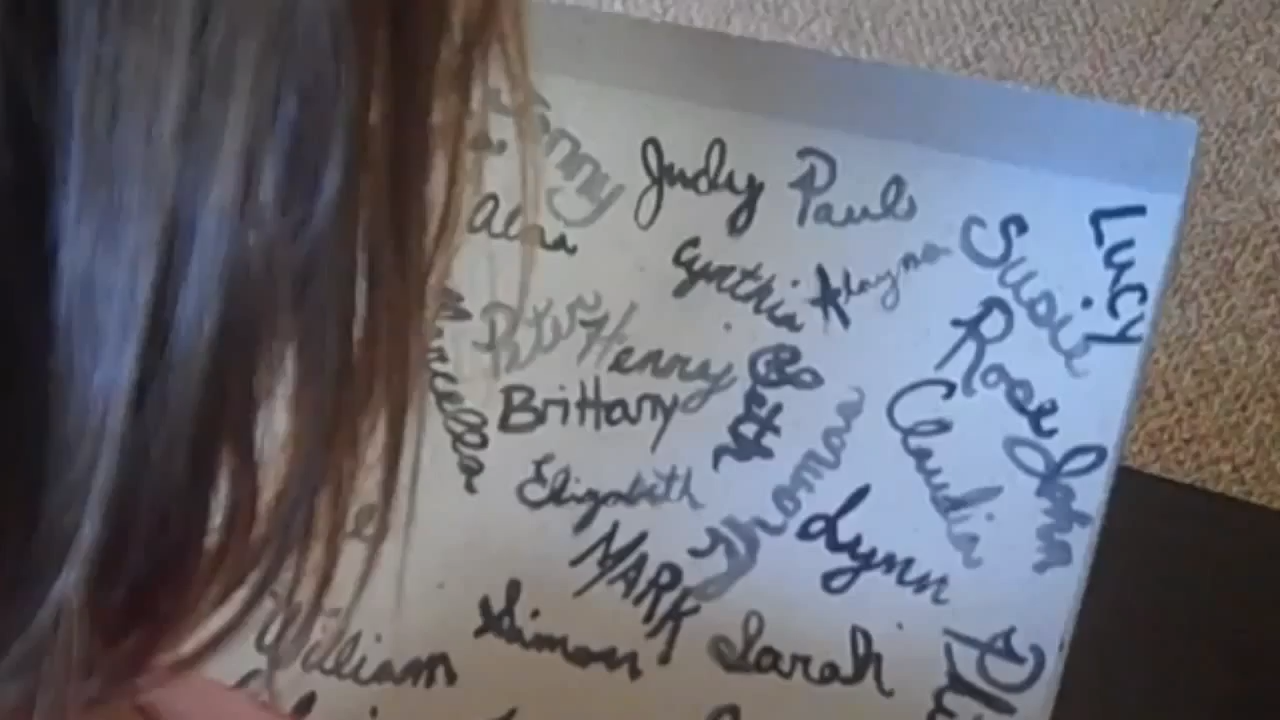 Judy
Paul
Lucy
Alna
Cynthia
Alayna
Susie
Peter
Henry
Rose
Brittany
Beth
Claudia
John
Elizabeth
Thomas
Lynn
MARK
Simon
Sarah
William